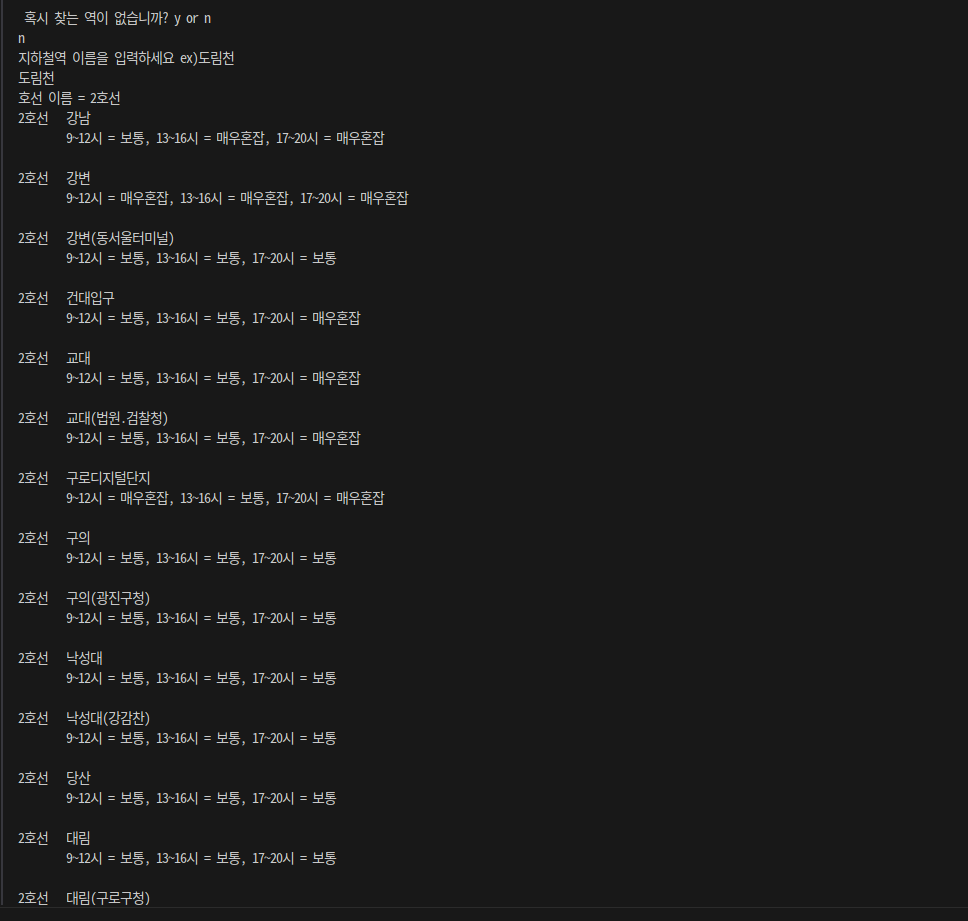 혹시 찾는 역이 없습니까? y or n
n
지하철역 이름을 입력하세요 ex)도림천
도림천
호선 이름 = 2호선
2호선 강남
9~12시 = 보통, 13~16시 = 매우혼잡, 17~20시 = 매우혼잡
2호선 강변
9~12시 = 매우혼잡, 13~16시 = 매우혼잡, 17~20시 = 매우혼잡
2호선 강변(동서울터미널)
9~12시 = 보통, 13~16시 = 보통, 17~20시 = 보통
2호선 건대입구
9~12시 = 보통, 13~16시 = 보통, 17~20시 = 매우혼잡
2호선 교대
9~12시 = 보통, 13~16시 = 보통, 17~20시 = 매우혼잡
2호선 교대(법원.검찰청)
9~12시 = 보통, 13~16시 = 보통, 17~20시 = 매우혼잡
2호선 구로디지털단지
9~12시 = 매우혼잡, 13~16시 = 보통, 17~20시 = 매우혼잡
2호선 구의
9~12시 = 보통, 13~16시 = 보통, 17~20시 = 보통
2호선 구의(광진구청)
9~12시 = 보통, 13~16시 = 보통, 17~20시 = 보통
2호선 낙성대
9~12시 = 보통, 13~16시 = 보통, 17~20시 = 보통
2호선 낙성대(강감찬)
9~12시 = 보통, 13~16시 = 보통, 17~20시 = 보통
2호선 당산
9~12시 = 보통, 13~16시 = 보통, 17~20시 = 보통
2호선 대림
9~12시 = 보통, 13~16시 = 보통, 17~20시 = 보통
2호선 대림(구로구청)